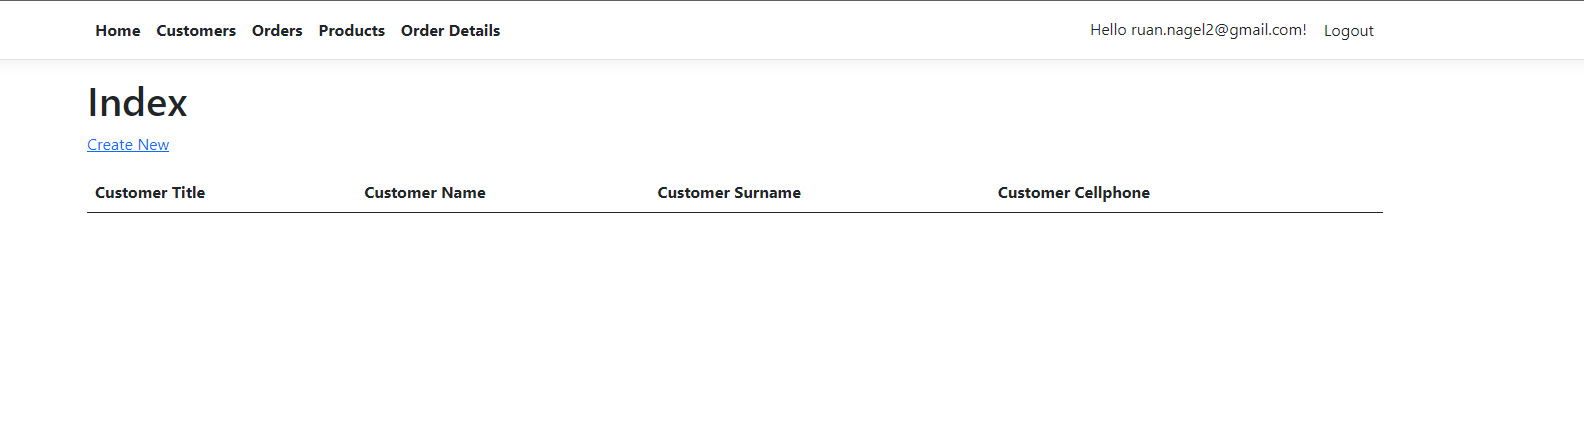 Home Customers Orders Products Order Details Hello ruan.nagel2@gmail.com! Logout
Index
Create New
Customer Title Customer Name Customer Surname Customer Cellphone